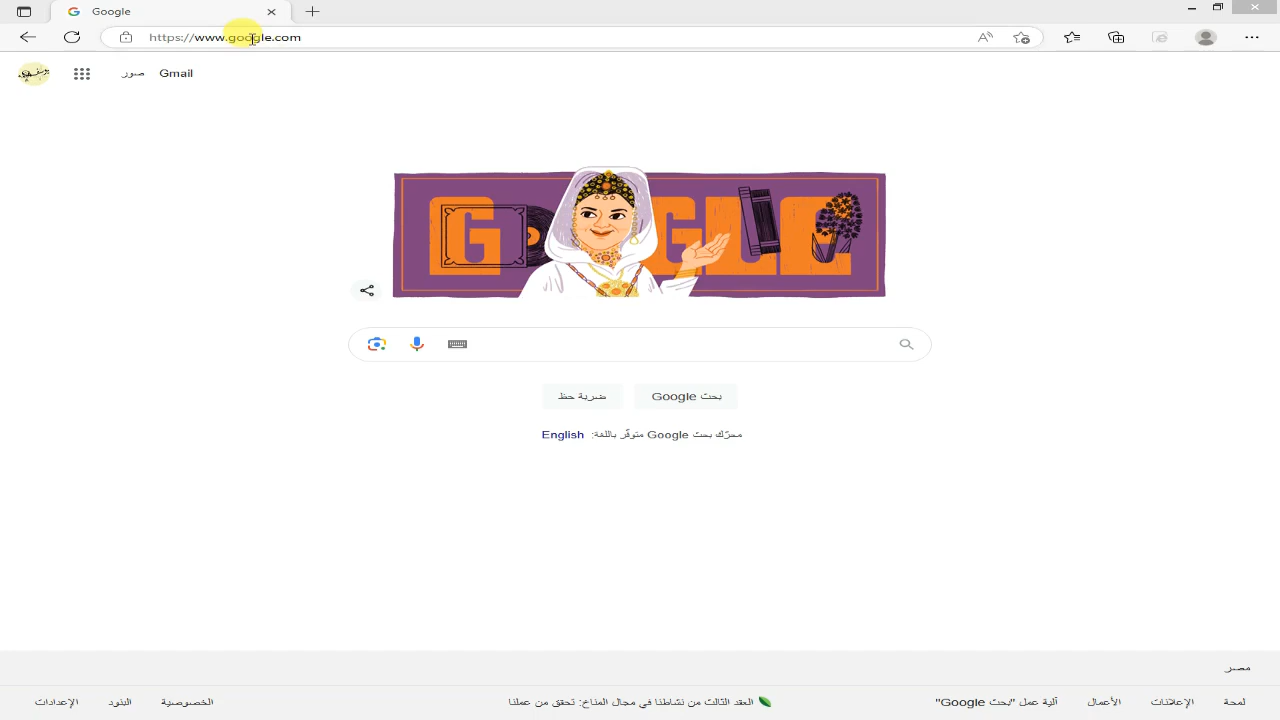 Google
https://www.google.com
Gmail صور
GOOGLE
بحث Google ضربة حظ
محرّك بحث Google متوفّر باللغة: English
مصر
لمحة الإعلانات الأعمال آلية عمل "بحث Google" العقد الثالث من نشاطنا في مجال المناخ: تحقق من عملنا الخصوصية البنود الإعدادات